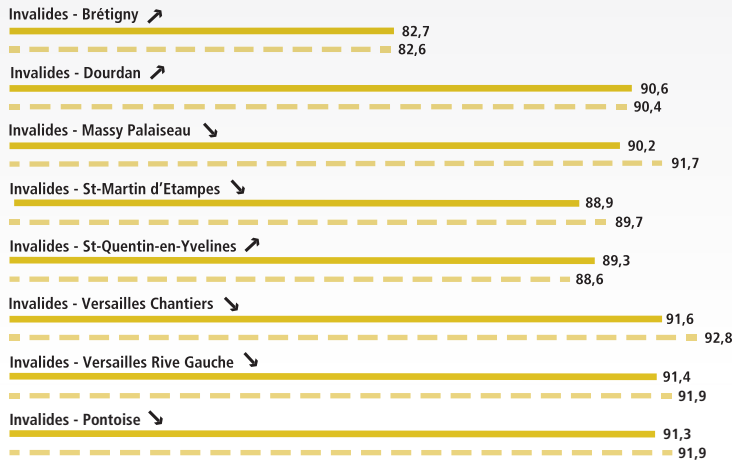 Invalides - Brétigny
82,7
82,6
Invalides - Dourdan
90,6
90,4
Invalides - Massy Palaiseau
90,2
91,7
Invalides - St-Martin d'Etampes
88,9
89,7
Invalides - St-Quentin-en-Yvelines
89,3
88,6
Invalides - Versailles Chantiers
91,6
92,8
Invalides - Versailles Rive Gauche
91,4
91,9
Invalides - Pontoise
91,3
91,9